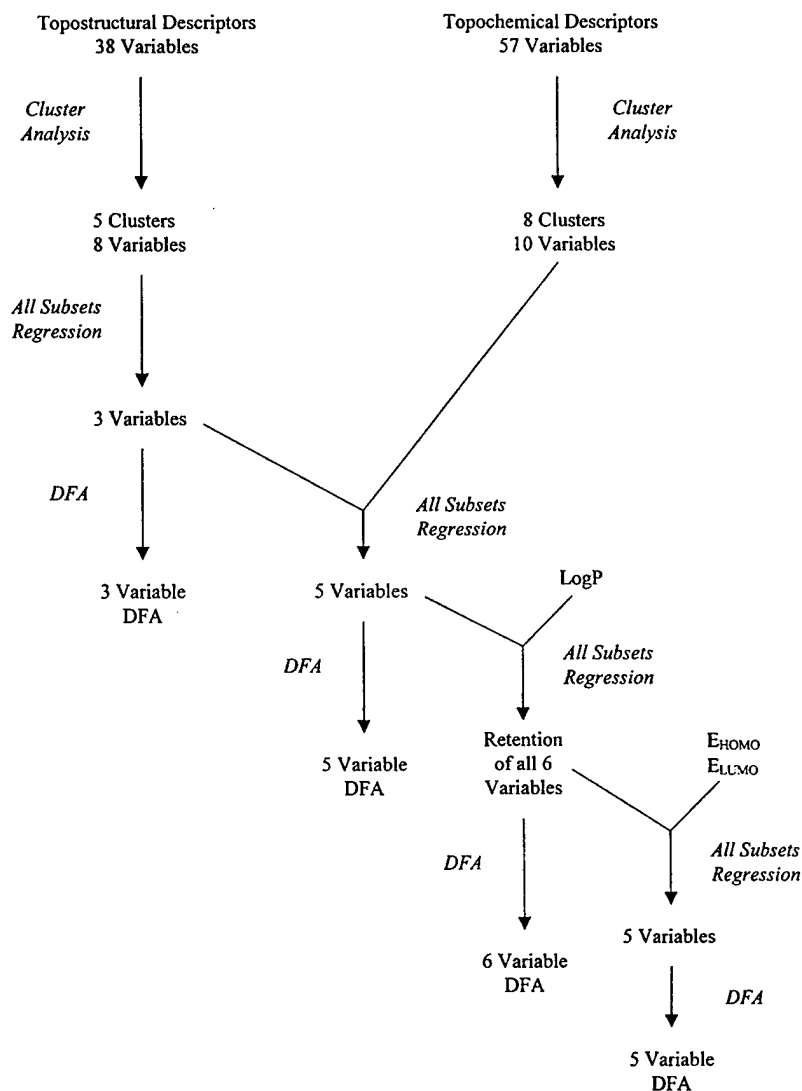 Topostructural Descriptors
38 Variables
Topochemical Descriptors
57 Variables
Cluster
Analysis
Cluster
Analysis
5 Clusters
8 Variables
8 Clusters
10 Variables
All Subsets
Regression
3 Variables
DFA
All Subsets
Regression
3 Variable
DFA
5 Variables
LogP
DFA
All Subsets
Regression
5 Variable
DFA
Retention
of all 6
Variables
EHOMO
ELUMO
DFA
All Subsets
Regression
6 Variable
DFA
5 Variables
DFA
5 Variable
DFA